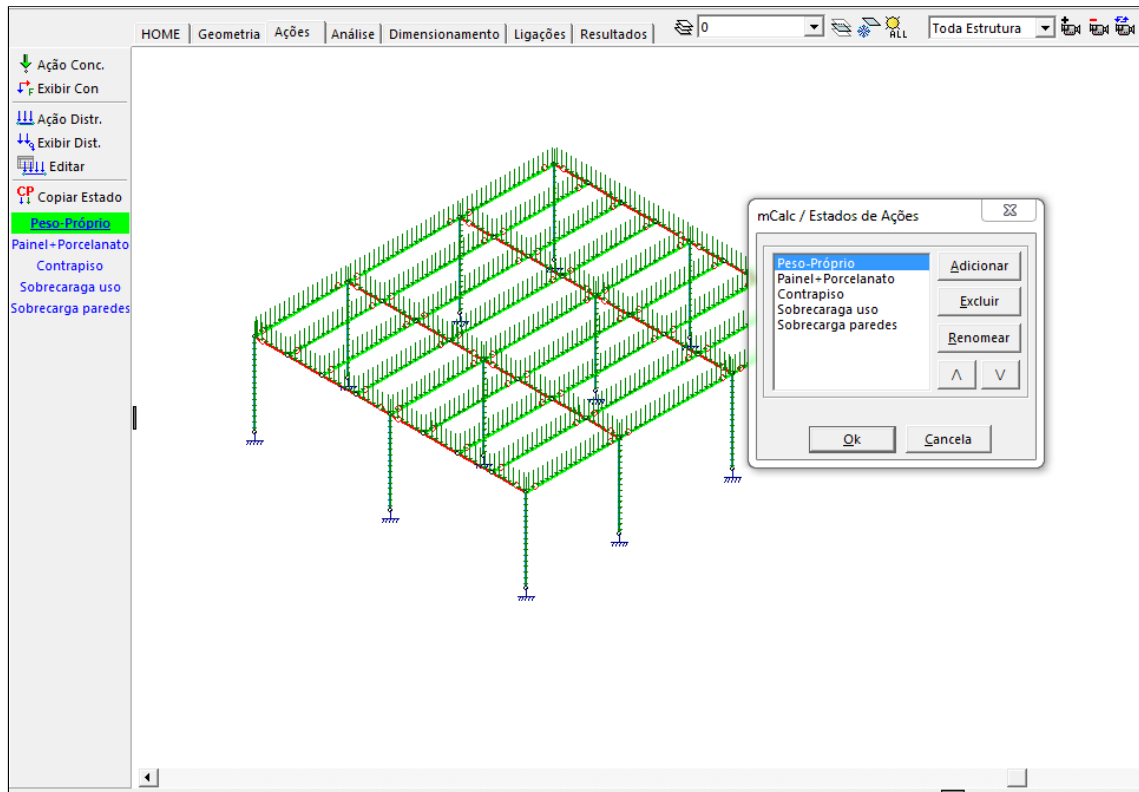 HOME Geometria Ações Análise Dimensionamento Ligações Resultados 0 ALL Toda Estrutura
Ação Conc.
F Exibir Con
Ação Distr.
q Exibir Dist.
Editar
CP Copiar Estado
Peso-Próprio
Painel+Porcelanato
Contrapiso
Sobrecaraga uso
Sobrecarga paredes
mCalc / Estados de Ações
Peso-Próprio
Painel+Porcelanato
Contrapiso
Sobrecaraga uso
Sobrecarga paredes
Adicionar
Excluir
Renomear
Ok Cancela